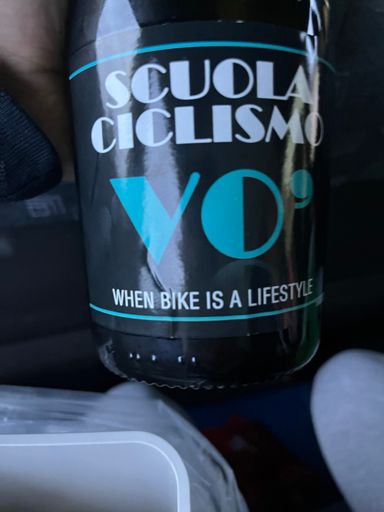 SCUOLA
CICLISMO
VO'
WHEN BIKE IS A LIFESTYLE